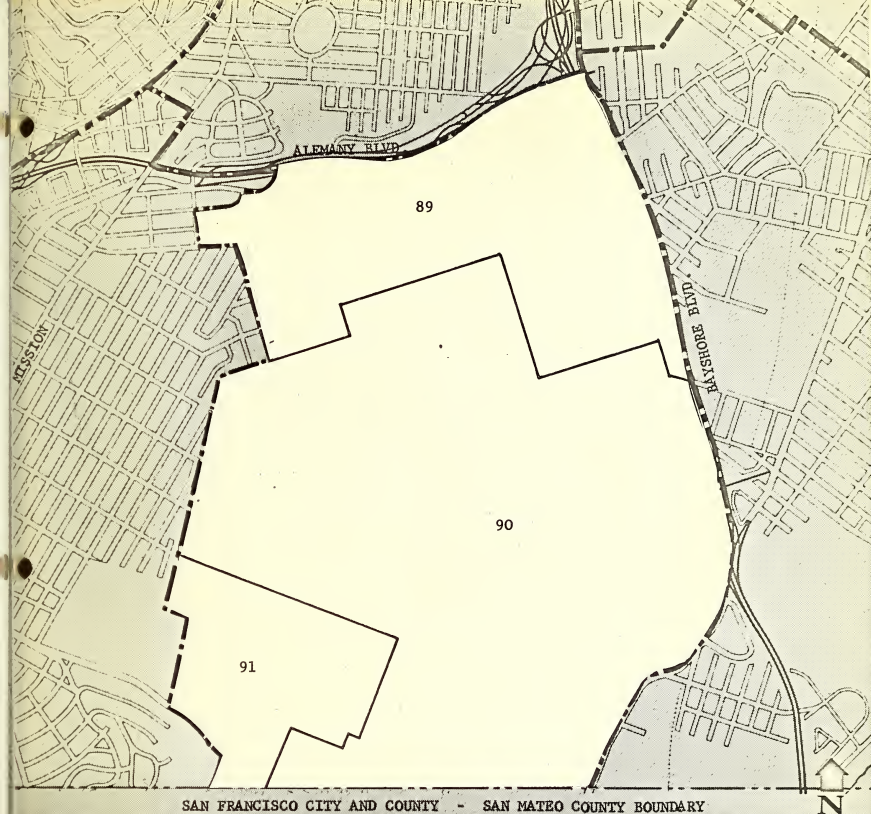 ALEMANY BLVD
89
BAYSHORE BLVD.
MISSION
90
91
N
SAN FRANCISCO CITY AND COUNTY - SAN MATEO COUNTY BOUNDARY